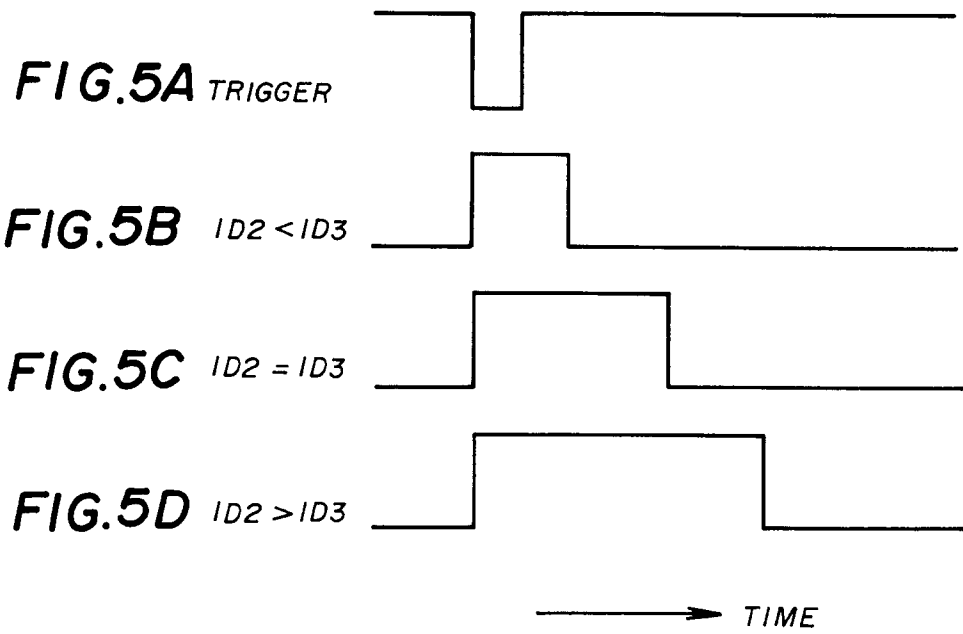 FIG.5A TRIGGER
FIG.5B ID2 < ID3
FIG.5C ID2 = ID3
FIG.5D ID2 > ID3
TIME